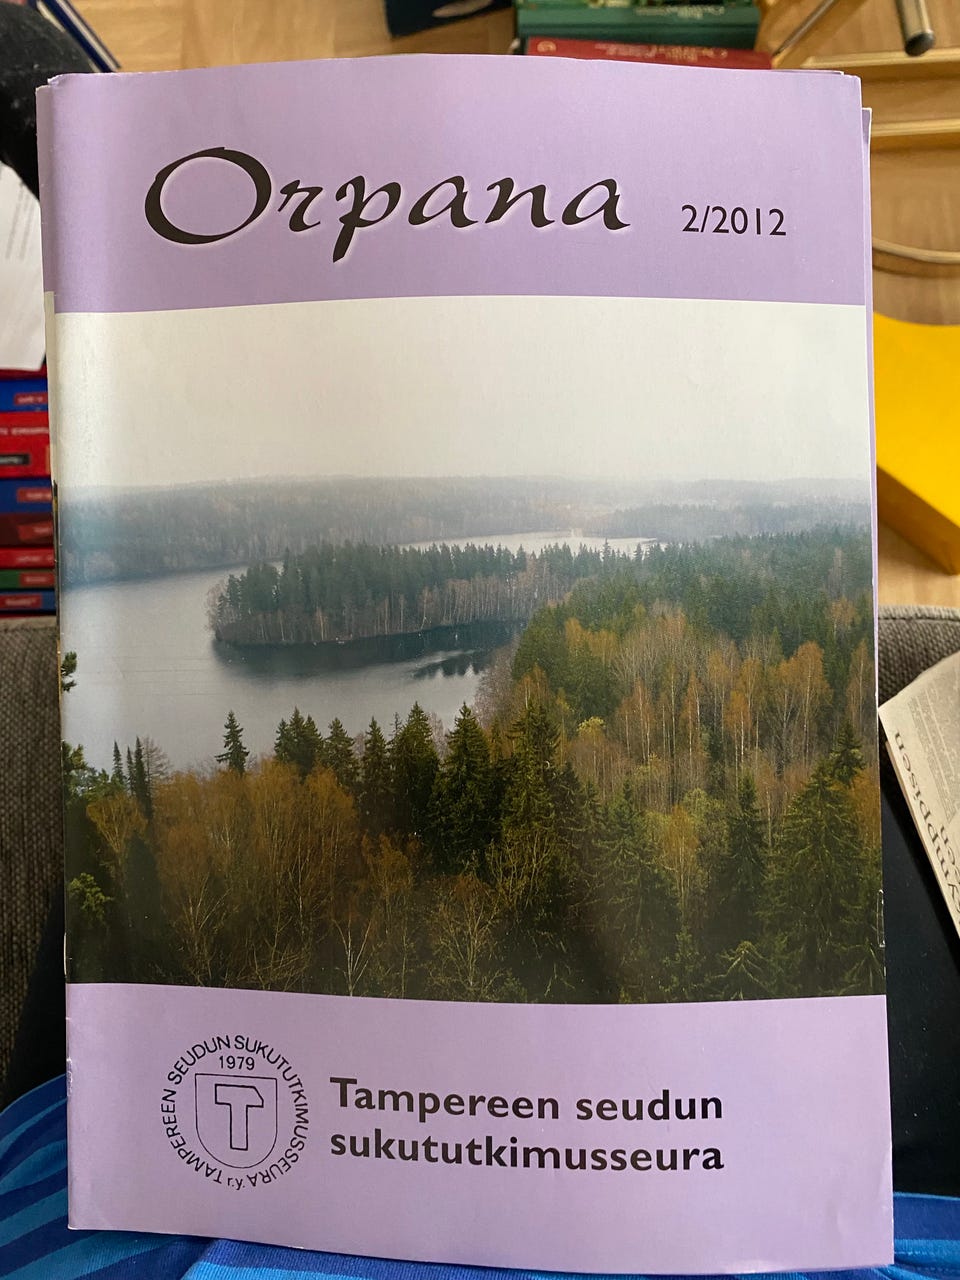 Orpana
2/2012
TAMPEREEN SEUDUN SUKUTUTKIMUSSEURA r.y.
1979
T
Tampereen seudun
sukututkimusseura